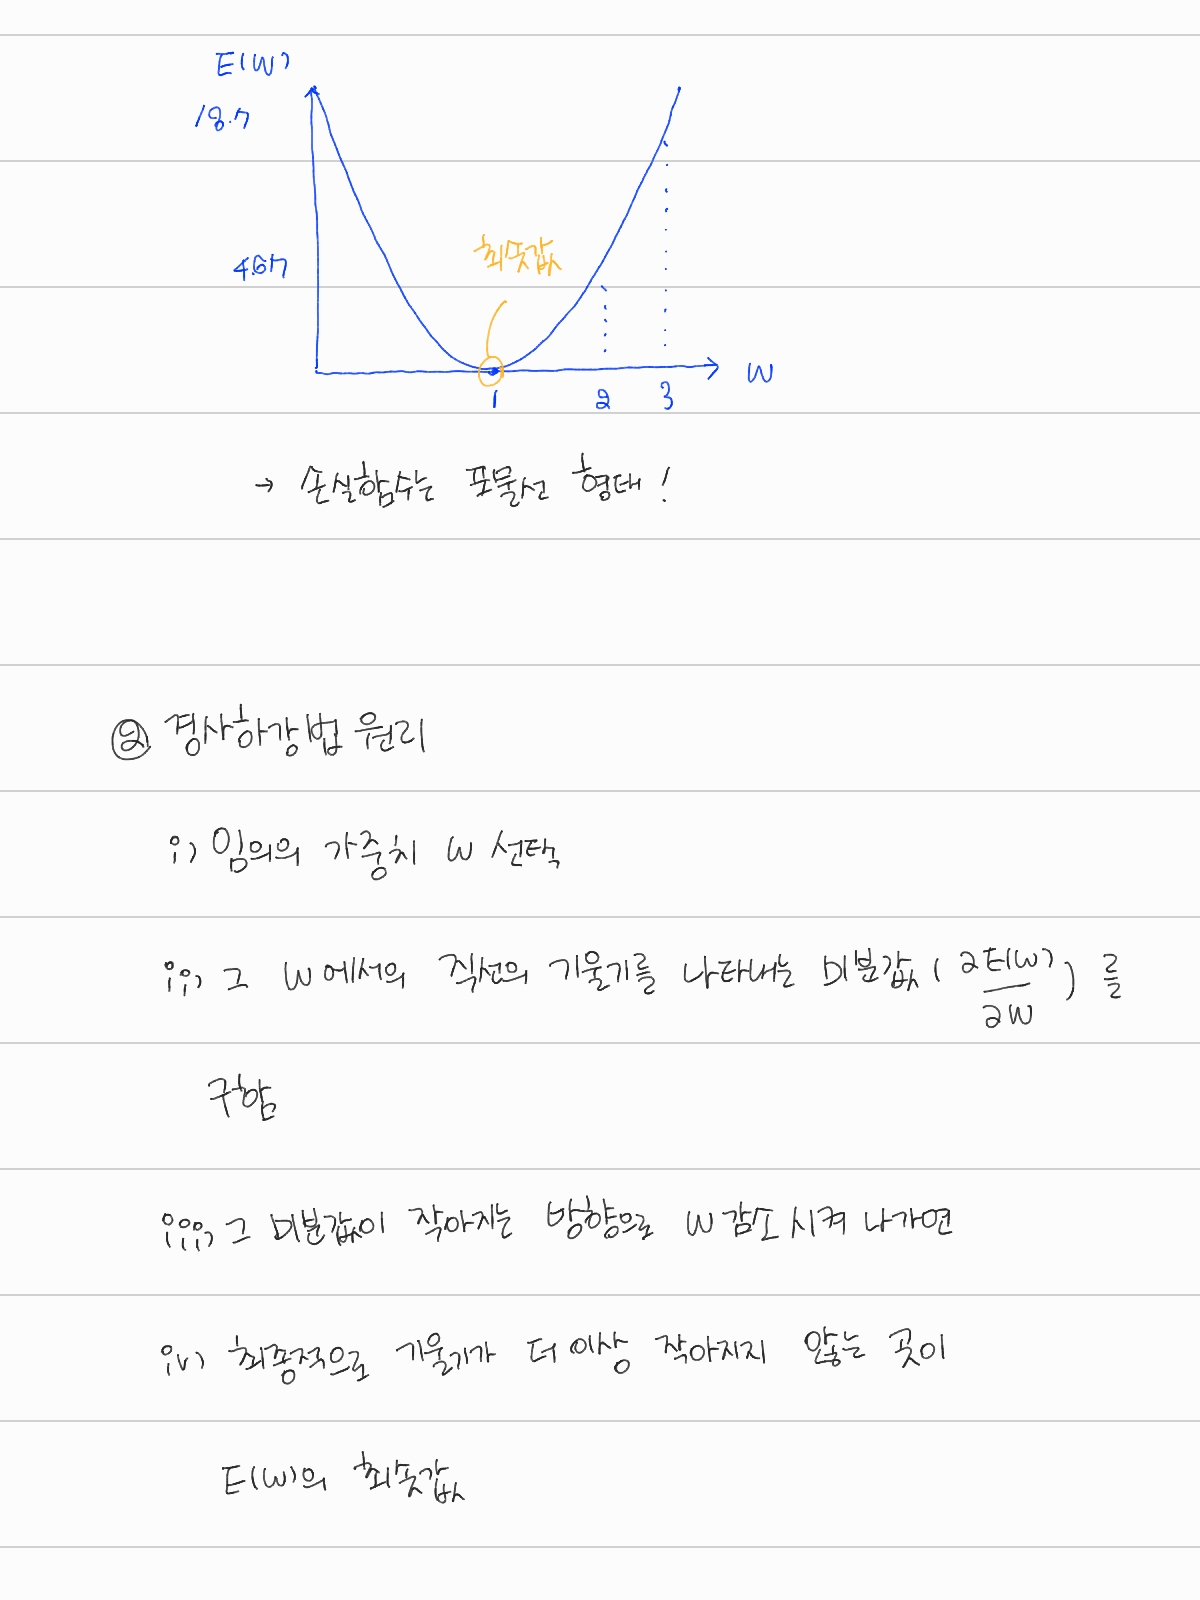 E(W)
18.7
4.67
최솟값
1 2 3
W
→ 손실함수는 포물선 형태!
② 경사하강법 원리
i) 임의의 가중치 W 선택
ii) 그 W에서의 직선의 기울기를 나타내는 미분값( ∂E(W)/∂W ) 를
구함
iii) 그 미분값이 작아지는 방향으로 W감소시켜 나가면
iv) 최종적으로 기울기가 더이상 작아지지 않는 곳이
E(W)의 최솟값